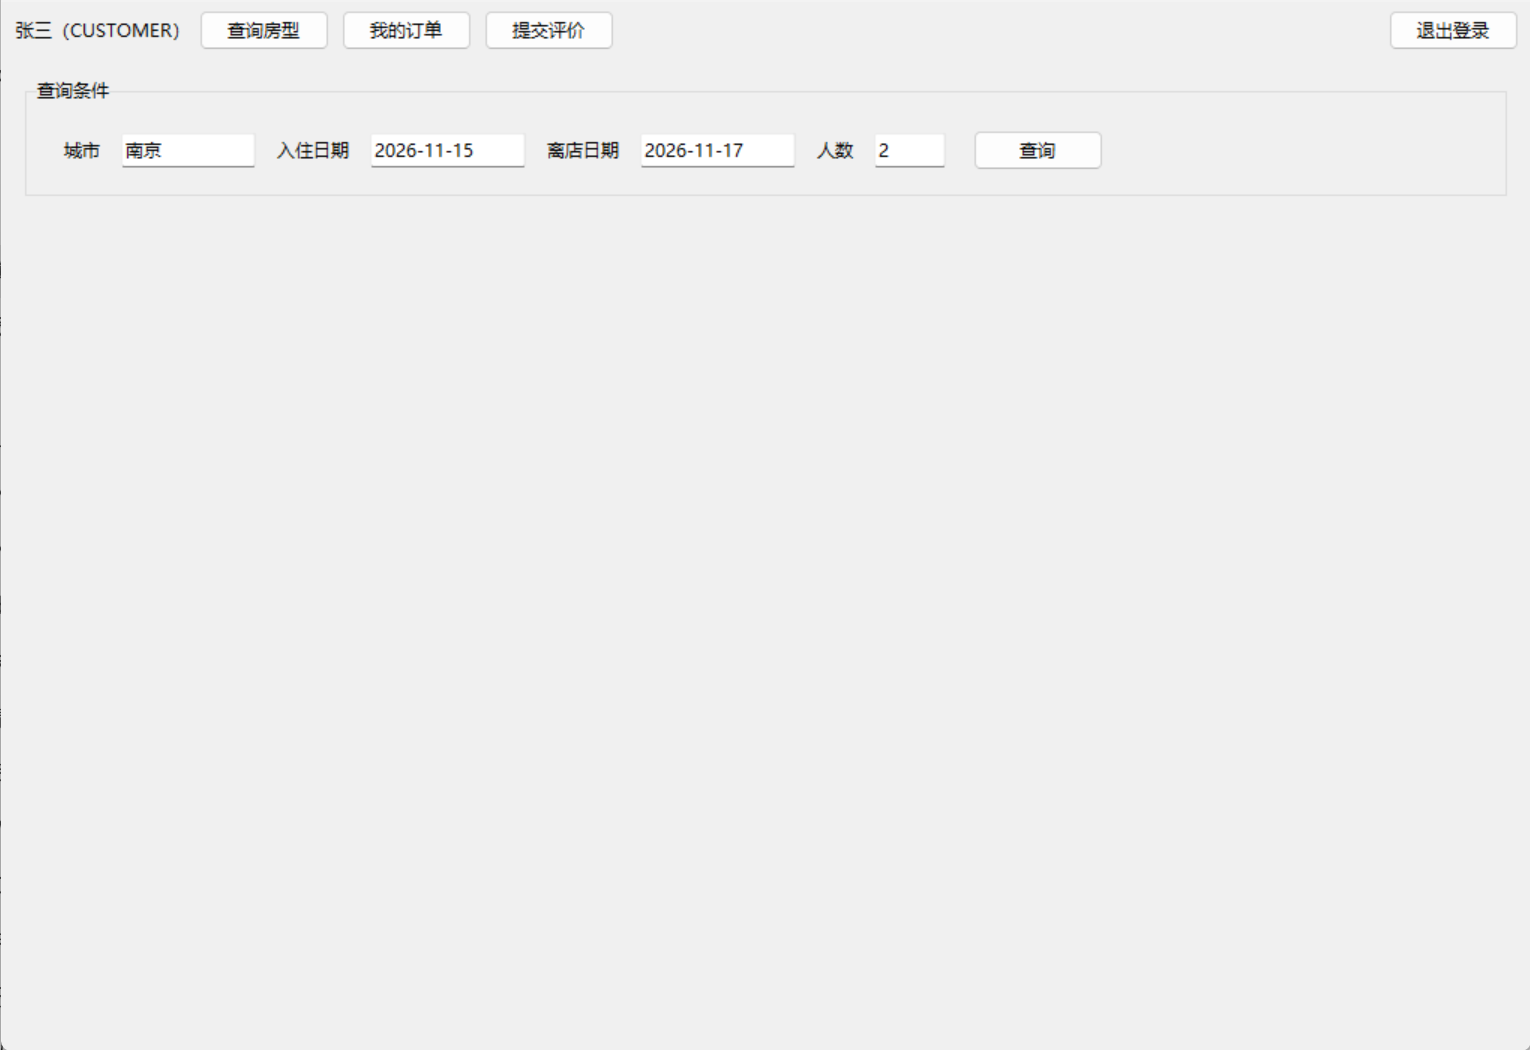 张三（CUSTOMER） 查询房型 我的订单 提交评价 退出登录
查询条件
城市 南京 入住日期 2026-11-15 离店日期 2026-11-17 人数 2 查询